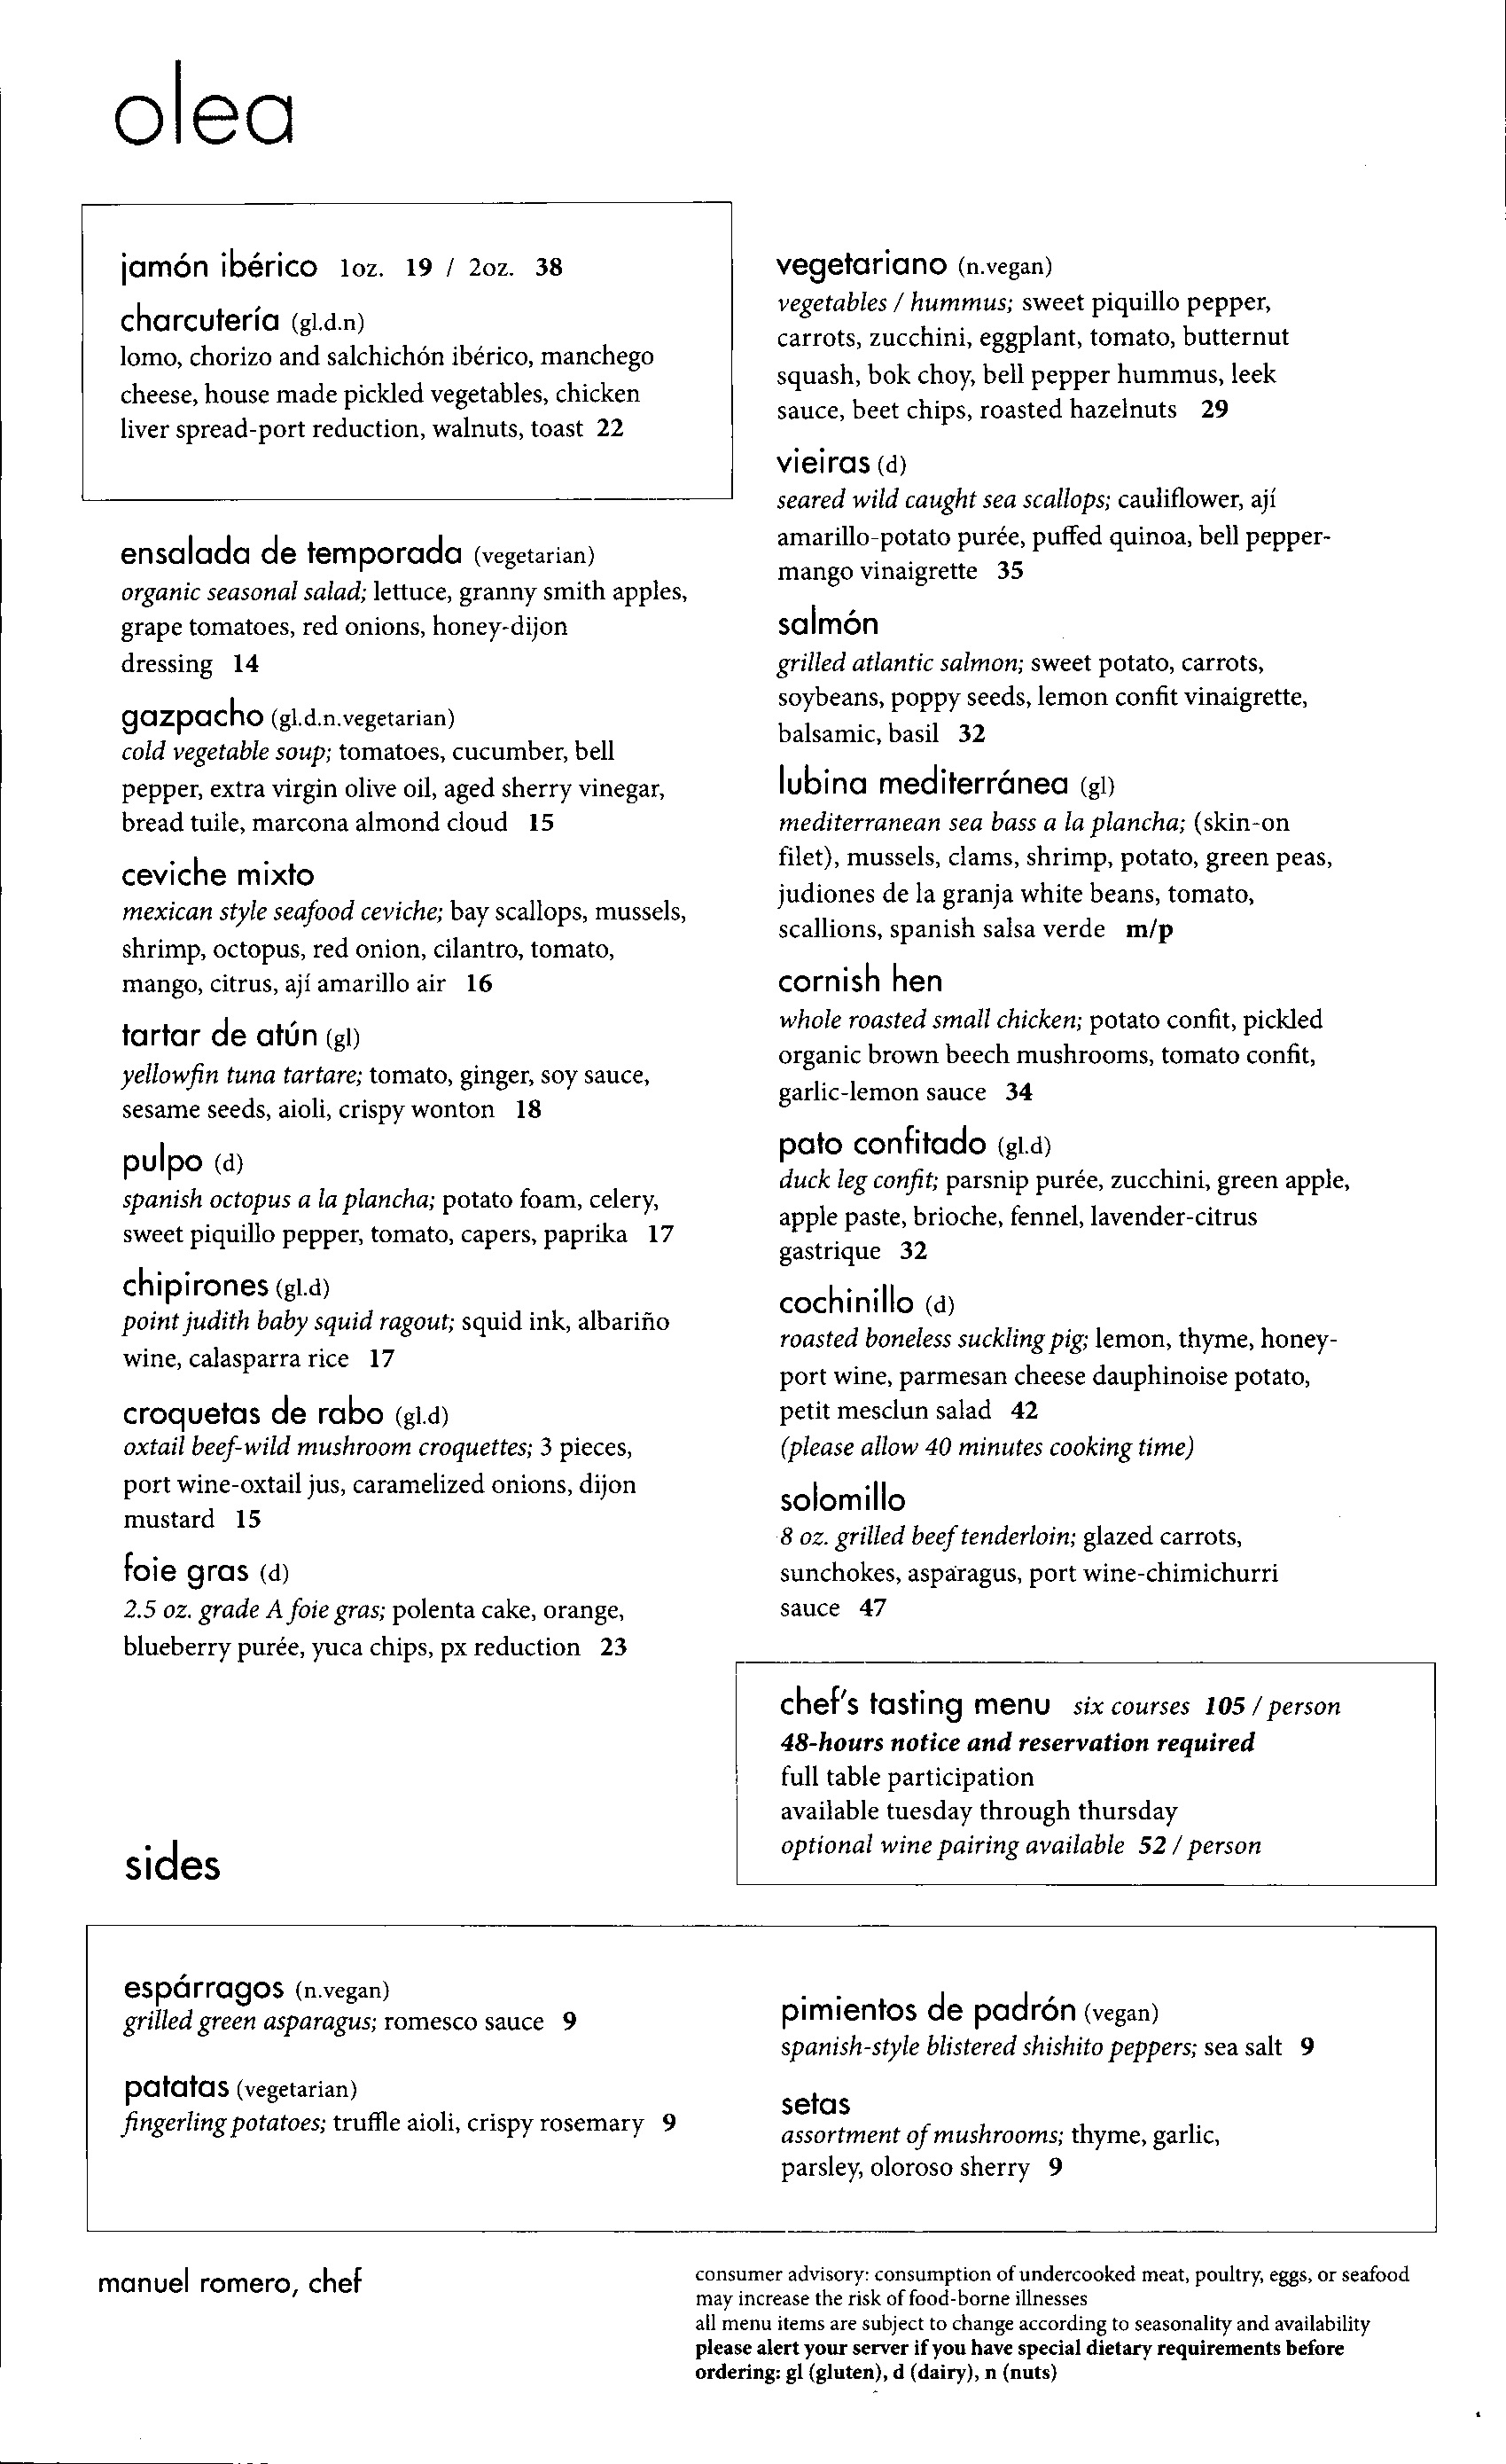 olea
jamón ibérico 1oz. 19 / 2oz. 38
charcutería (gl.d.n)
lomo, chorizo and salchichón ibérico, manchego
cheese, house made pickled vegetables, chicken
liver spread-port reduction, walnuts, toast 22
ensalada de temporada (vegetarian)
organic seasonal salad; lettuce, granny smith apples,
grape tomatoes, red onions, honey-dijon
dressing 14
gazpacho (gl.d.n.vegetarian)
cold vegetable soup; tomatoes, cucumber, bell
pepper, extra virgin olive oil, aged sherry vinegar,
bread tuile, marcona almond cloud 15
ceviche mixto
mexican style seafood ceviche; bay scallops, mussels,
shrimp, octopus, red onion, cilantro, tomato,
mango, citrus, ají amarillo air 16
tartar de atún (gl)
yellowfin tuna tartare; tomato, ginger, soy sauce,
sesame seeds, aioli, crispy wonton 18
pulpo (d)
spanish octopus a la plancha; potato foam, celery,
sweet piquillo pepper, tomato, capers, paprika 17
chipirones (gl.d)
point judith baby squid ragout; squid ink, albariño
wine, calasparra rice 17
croquetas de rabo (gl.d)
oxtail beef-wild mushroom croquettes; 3 pieces,
port wine-oxtail jus, caramelized onions, dijon
mustard 15
foie gras (d)
2.5 oz. grade A foie gras; polenta cake, orange,
blueberry purée, yuca chips, px reduction 23
vegetariano (n.vegan)
vegetables / hummus; sweet piquillo pepper,
carrots, zucchini, eggplant, tomato, butternut
squash, bok choy, bell pepper hummus, leek
sauce, beet chips, roasted hazelnuts 29
vieiras (d)
seared wild caught sea scallops; cauliflower, ají
amarillo-potato purée, puffed quinoa, bell pepper-
mango vinaigrette 35
salmón
grilled atlantic salmon; sweet potato, carrots,
soybeans, poppy seeds, lemon confit vinaigrette,
balsamic, basil 32
lubina mediterránea (gl)
mediterranean sea bass a la plancha; (skin-on
filet), mussels, clams, shrimp, potato, green peas,
judiones de la granja white beans, tomato,
scallions, spanish salsa verde m/p
cornish hen
whole roasted small chicken; potato confit, pickled
organic brown beech mushrooms, tomato confit,
garlic-lemon sauce 34
pato confitado (gl.d)
duck leg confit; parsnip purée, zucchini, green apple,
apple paste, brioche, fennel, lavender-citrus
gastrique 32
cochinillo (d)
roasted boneless suckling pig; lemon, thyme, honey-
port wine, parmesan cheese dauphinoise potato,
petit mesclun salad 42
(please allow 40 minutes cooking time)
solomillo
8 oz. grilled beef tenderloin; glazed carrots,
sunchokes, asparagus, port wine-chimichurri
sauce 47
chef's tasting menu six courses 105 / person
48-hours notice and reservation required
full table participation
available tuesday through thursday
optional wine pairing available 52 / person
sides
espárragos (n.vegan)
grilled green asparagus; romesco sauce 9
patatas (vegetarian)
fingerling potatoes; truffle aioli, crispy rosemary 9
pimientos de padrón (vegan)
spanish-style blistered shishito peppers; sea salt 9
setas
assortment of mushrooms; thyme, garlic,
parsley, oloroso sherry 9
manuel romero, chef
consumer advisory: consumption of undercooked meat, poultry, eggs, or seafood
may increase the risk of food-borne illnesses
all menu items are subject to change according to seasonality and availability
please alert your server if you have special dietary requirements before
ordering: gl (gluten), d (dairy), n (nuts)